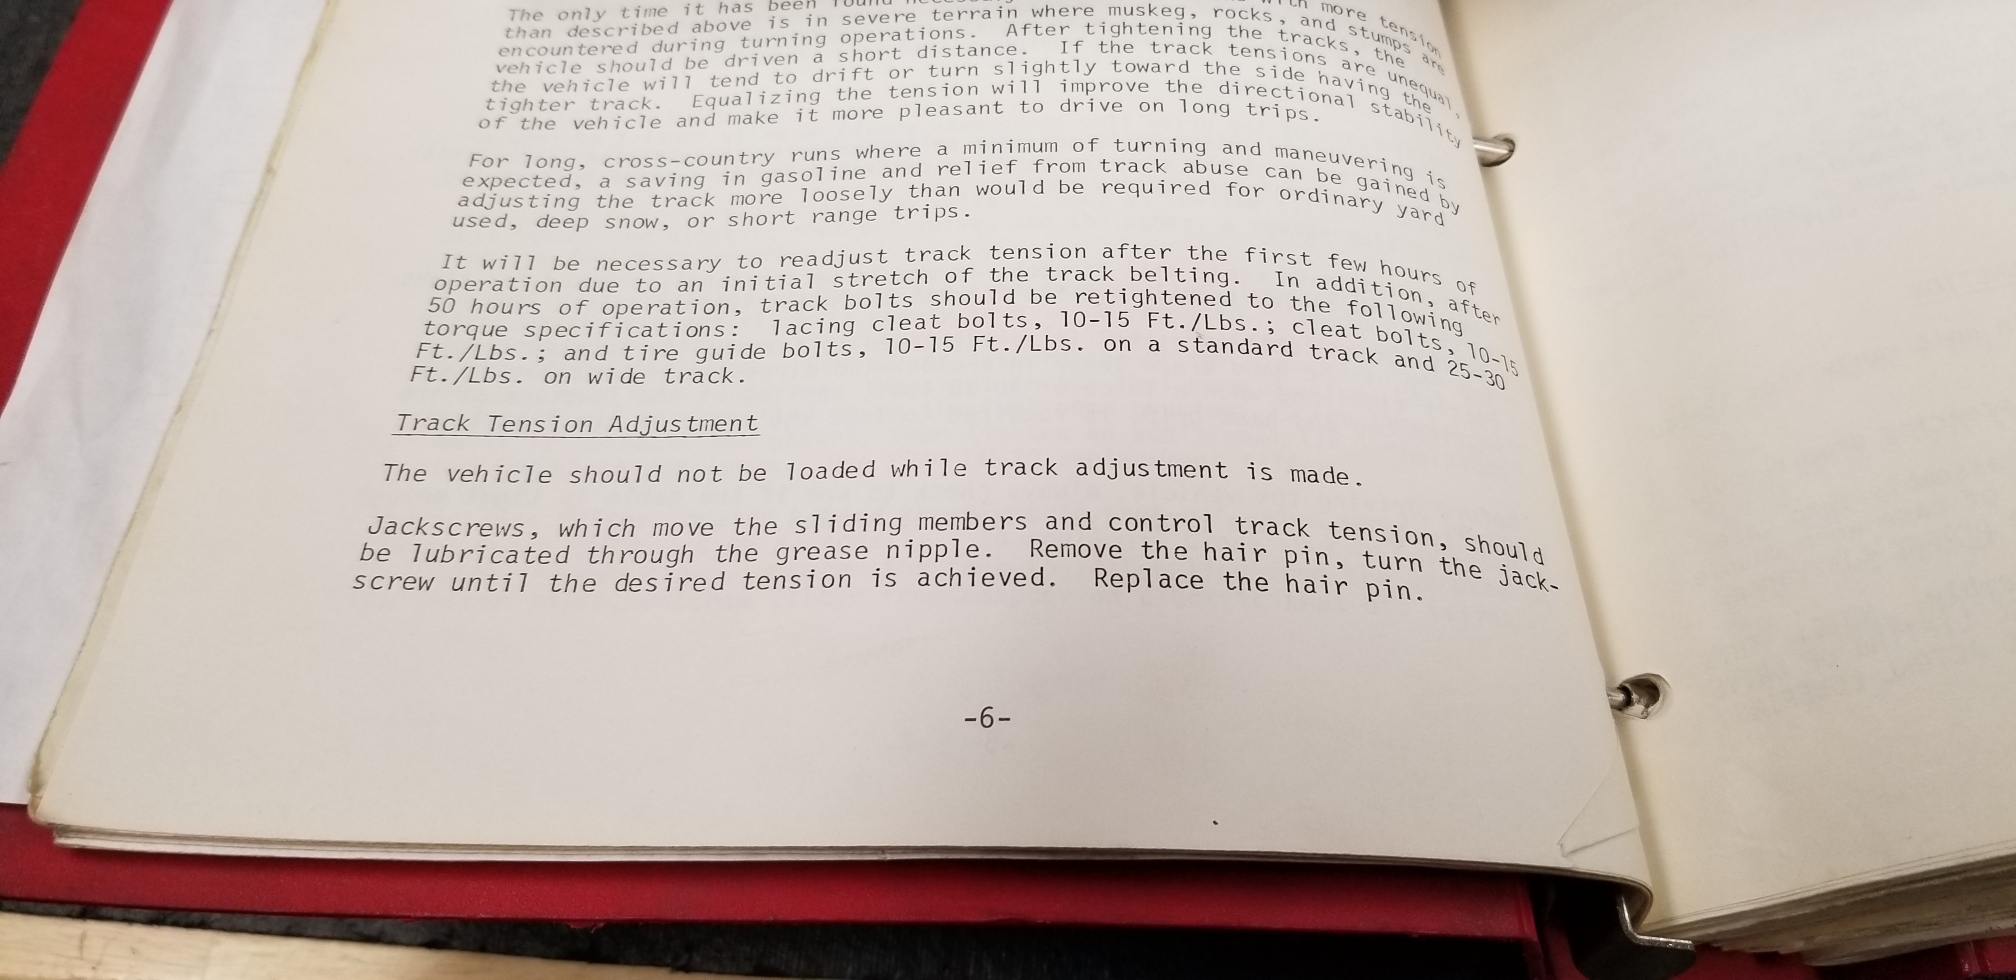 The only time it has been found more tension
than described above is in severe terrain where muskeg, rocks, and stumps are
encountered during turning operations. After tightening the tracks, the
vehicle should be driven a short distance. If the track tensions are unequal,
the vehicle will tend to drift or turn slightly toward the side having the
tighter track. Equalizing the tension will improve the directional stability
of the vehicle and make it more pleasant to drive on long trips.
For long, cross-country runs where a minimum of turning and maneuvering is
expected, a saving in gasoline and relief from track abuse can be gained by
adjusting the track more loosely than would be required for ordinary yard
used, deep snow, or short range trips.
It will be necessary to readjust track tension after the first few hours of
operation due to an initial stretch of the track belting. In addition, after
50 hours of operation, track bolts should be retightened to the following
torque specifications: lacing cleat bolts, 10-15 Ft./Lbs.; cleat bolts, 10-15
Ft./Lbs.; and tire guide bolts, 10-15 Ft./Lbs. on a standard track and 25-30
Ft./Lbs. on wide track.
Track Tension Adjustment
The vehicle should not be loaded while track adjustment is made.
Jackscrews, which move the sliding members and control track tension, should
be lubricated through the grease nipple. Remove the hair pin, turn the jack-
screw until the desired tension is achieved. Replace the hair pin.
-6-